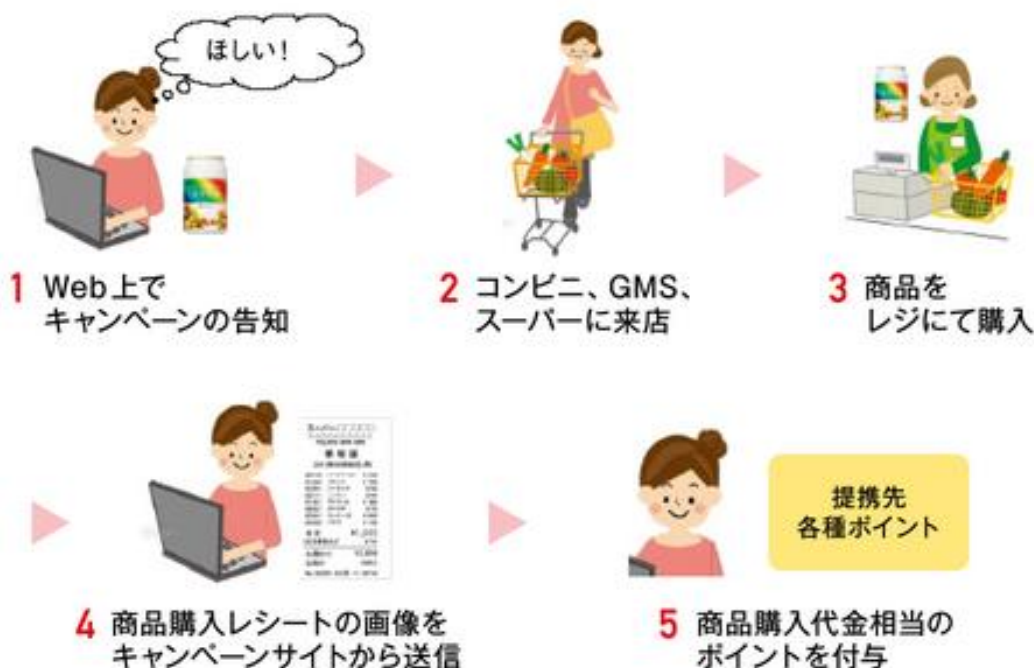 ほしい！
1 Web上で
キャンペーンの告知
2 コンビニ、GMS、
スーパーに来店
3 商品を
レジにて購入
4 商品購入レシートの画像を
キャンペーンサイトから送信
提携先
各種ポイント
5 商品購入代金相当の
ポイントを付与